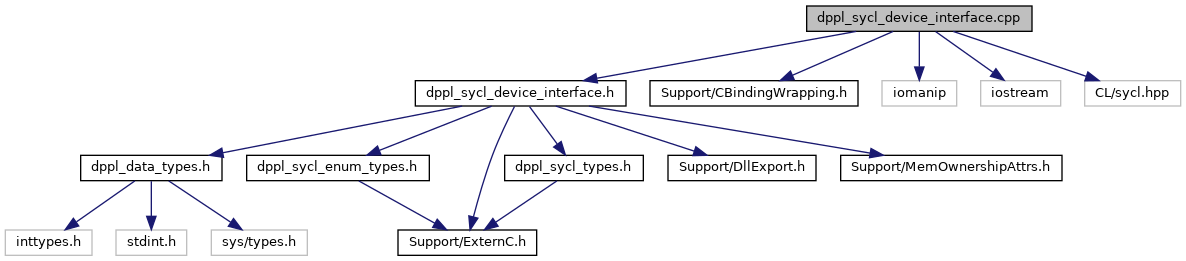 dppl_sycl_device_interface.cpp
dppl_sycl_device_interface.h
Support/CBindingWrapping.h
iomanip
iostream
CL/sycl.hpp
dppl_data_types.h
dppl_sycl_enum_types.h
dppl_sycl_types.h
Support/DllExport.h
Support/MemOwnershipAttrs.h
inttypes.h
stdint.h
sys/types.h
Support/ExternC.h